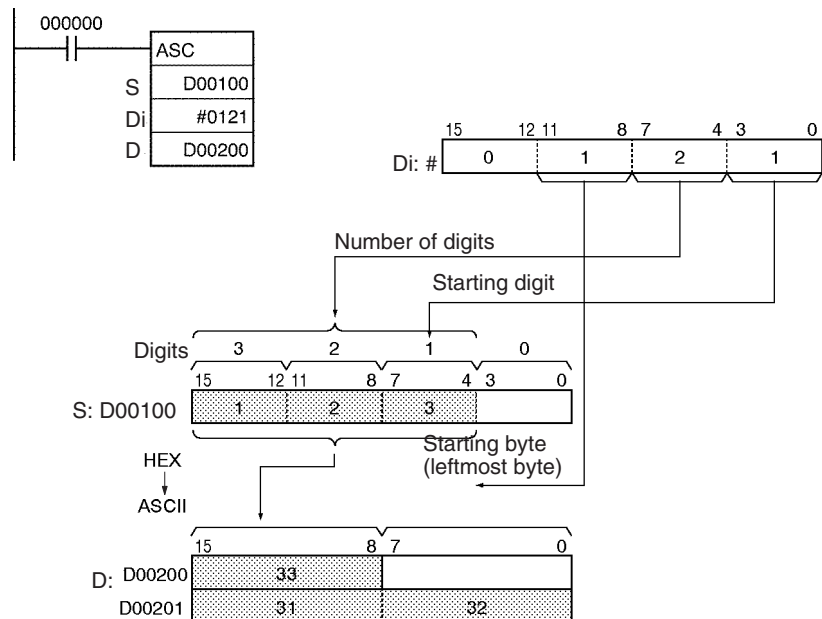 000000
ASC
S D00100
Di #0121
D D00200
15 12 11 8 7 4 3 0
Di: # 0 1 2 1
Number of digits
Starting digit
Digits 3 2 1 0
15 12 11 8 7 4 3 0
S: D00100 1 2 3
Starting byte
(leftmost byte)
HEX
ASCII
15 8 7 0
D: D00200 33
D00201 31 32